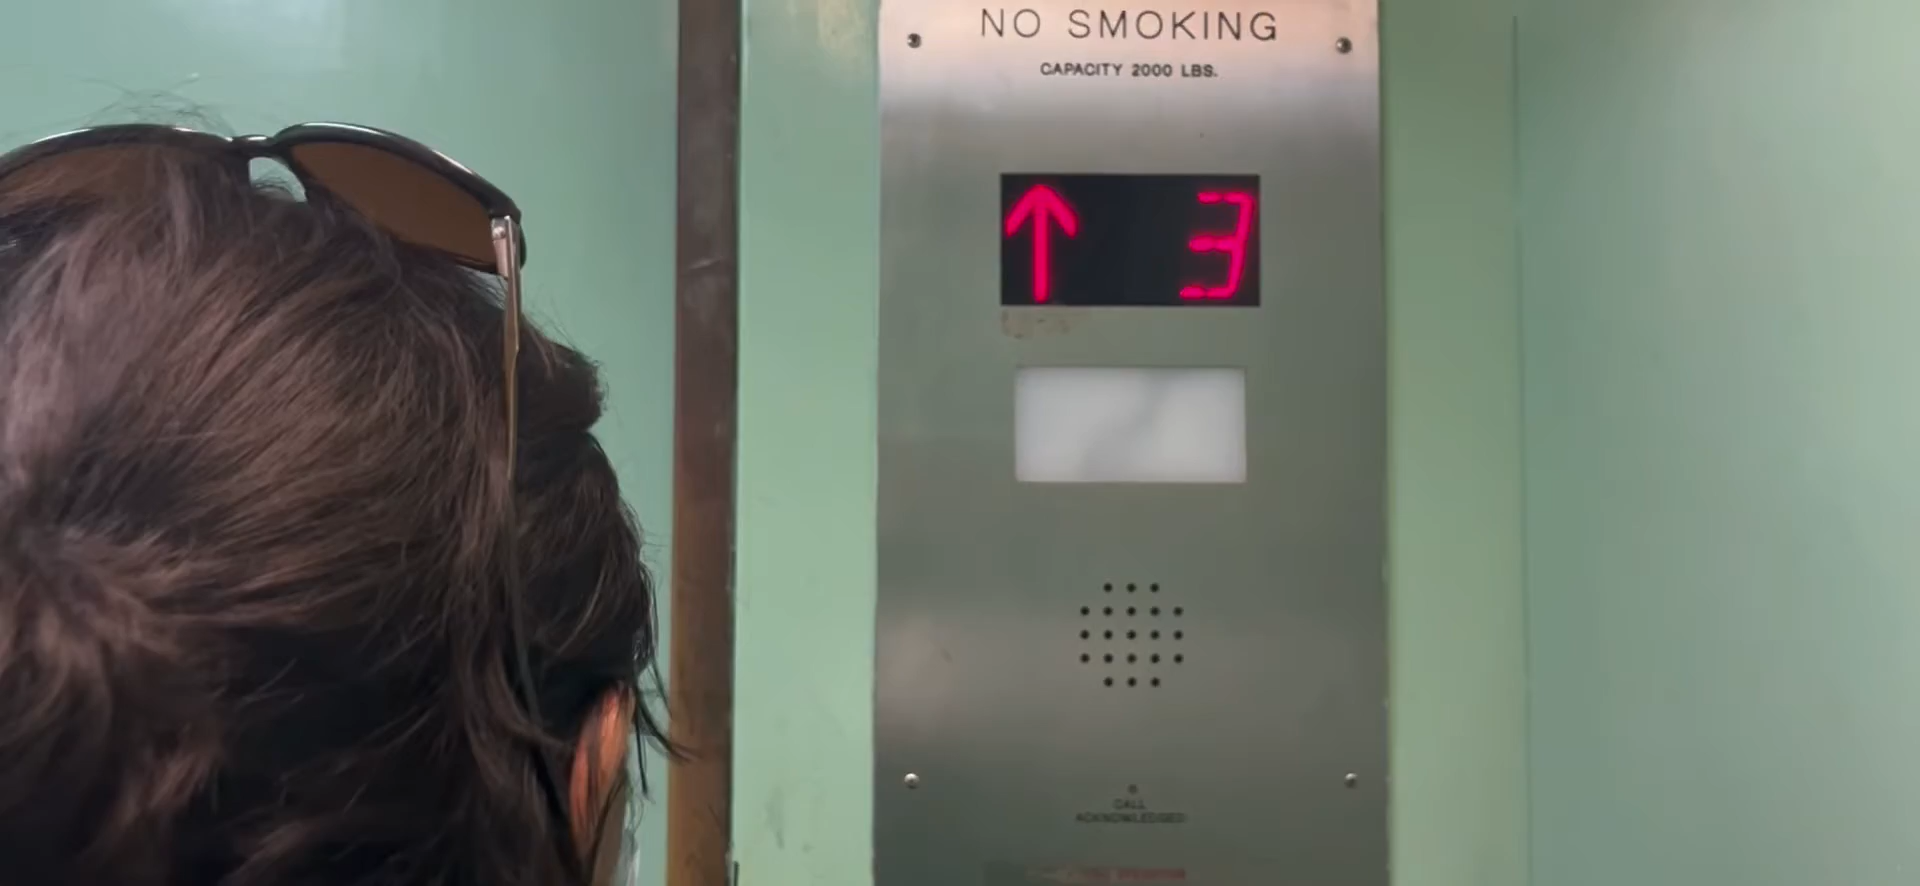 NO SMOKING
CAPACITY 2000 LBS.
↑ 3
CALL
ACKNOWLEDGED